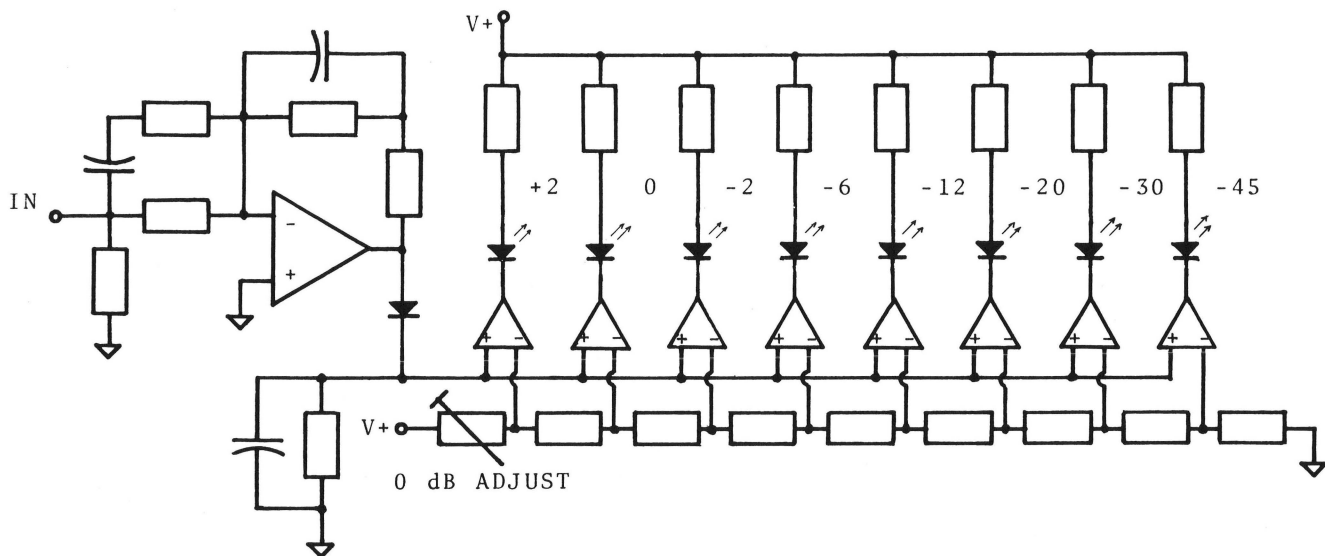 V+
+2 0 -2 -6 -12 -20 -30 -45
IN
-
+
+ - + - + - + - + - + - + - + -
V+
0 dB ADJUST